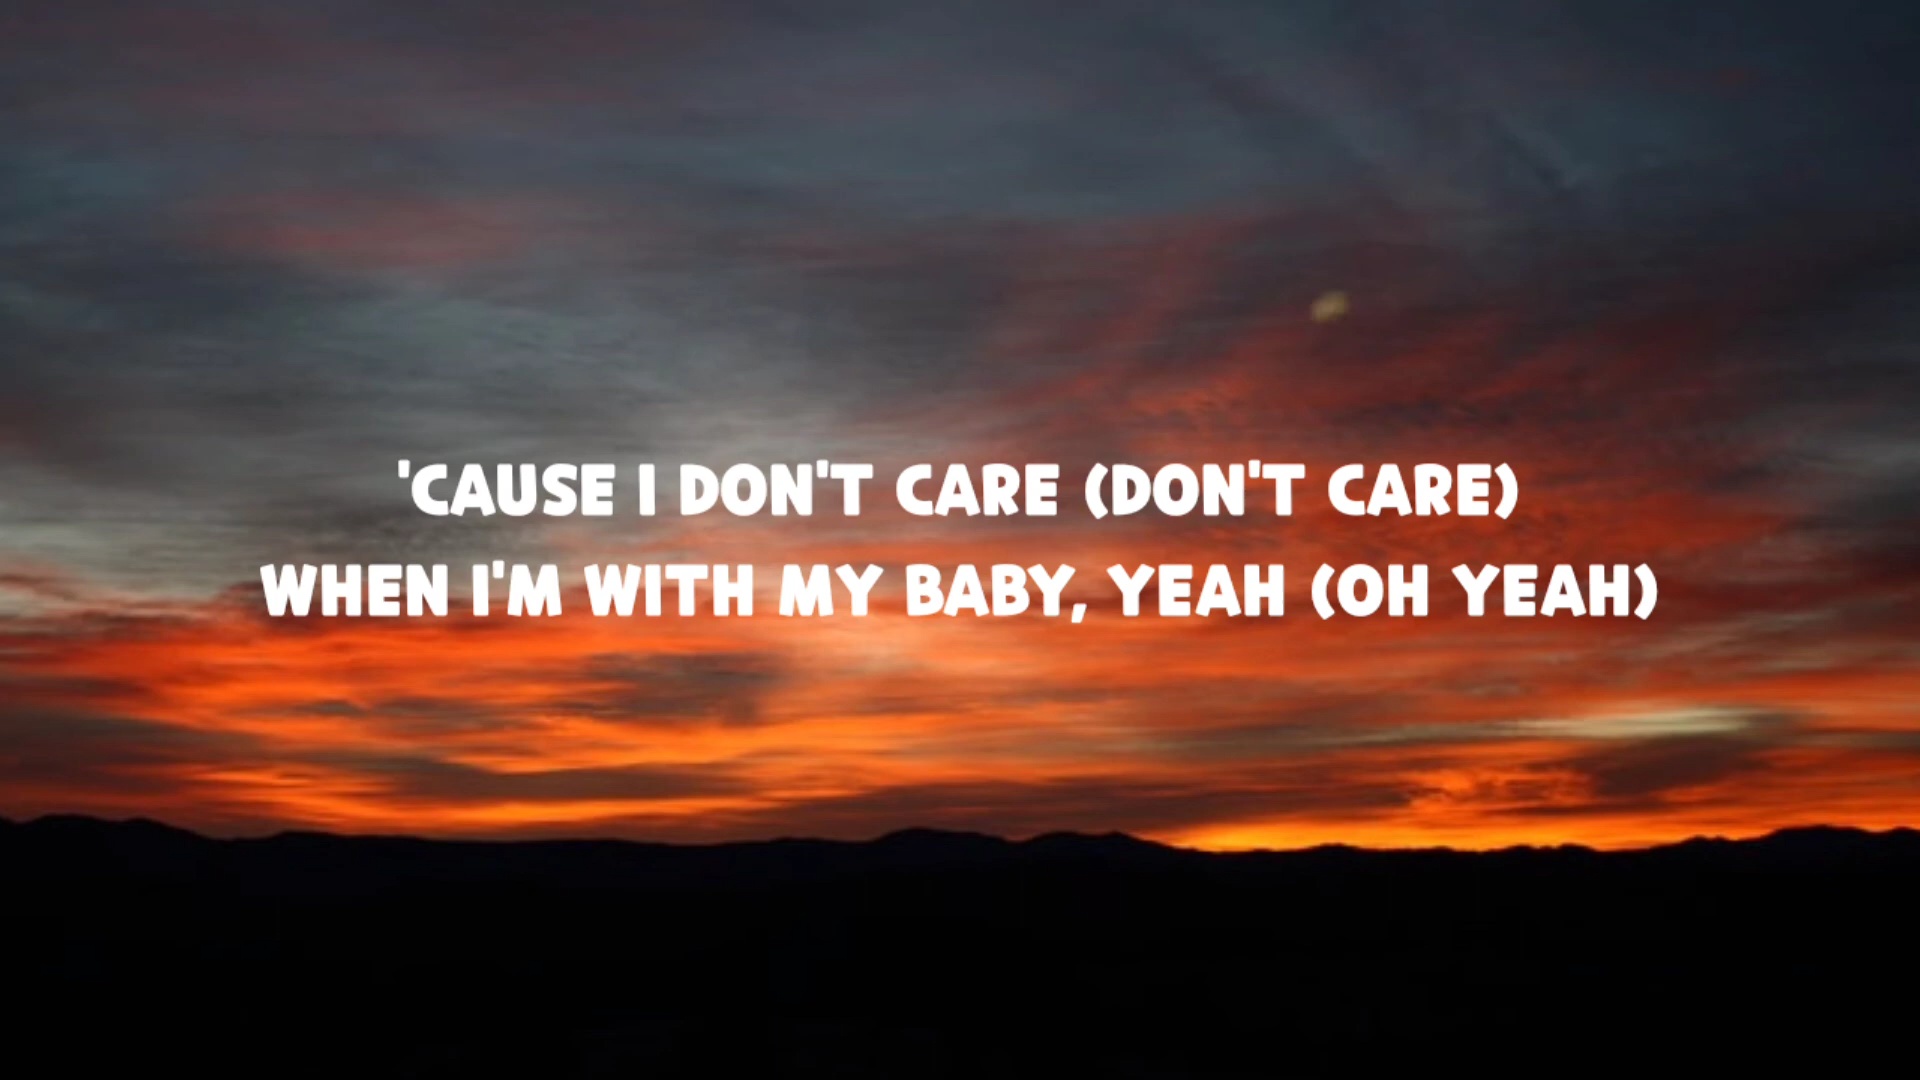 'CAUSE I DON'T CARE (DON'T CARE)
WHEN I'M WITH MY BABY, YEAH (OH YEAH)